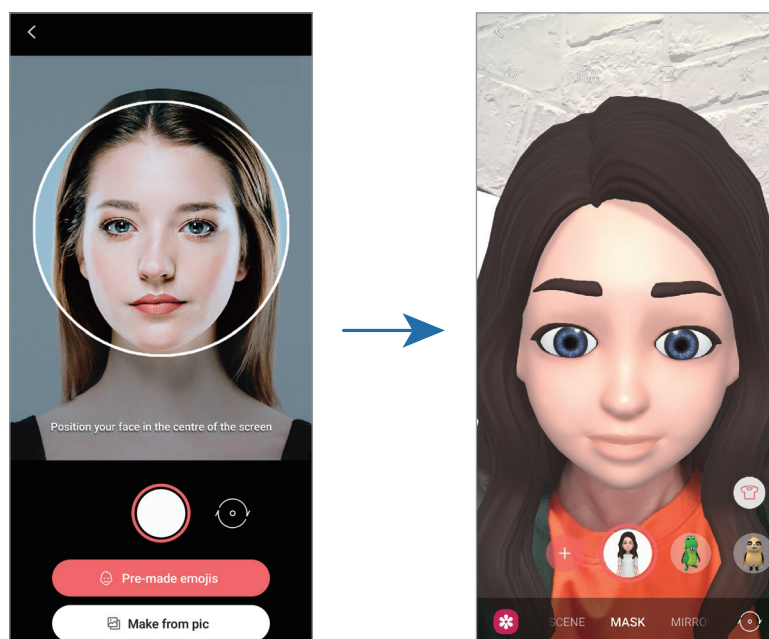 Position your face in the centre of the screen
Pre-made emojis
Make from pic
SCENE MASK MIRRO